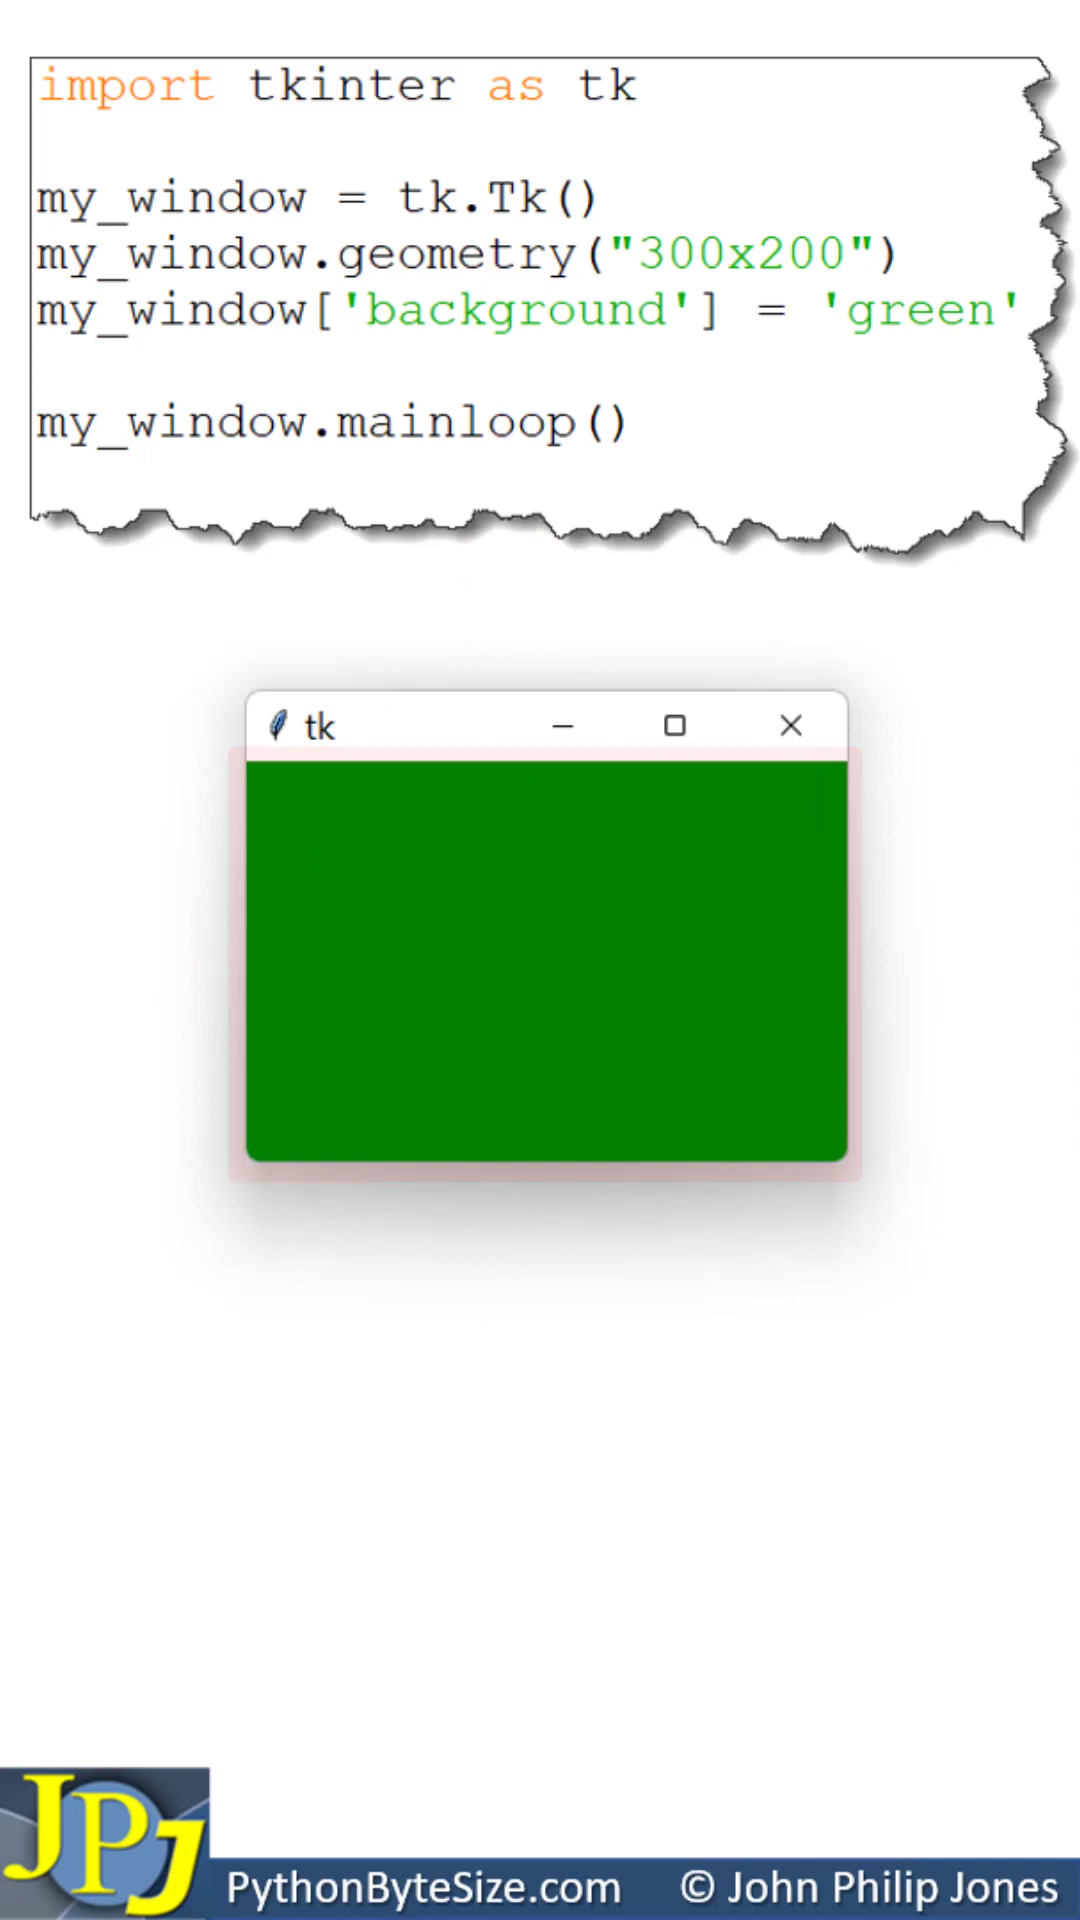 import tkinter as tk
my_window = tk.Tk()
my_window.geometry("300x200")
my_window['background'] = 'green'
my_window.mainloop()
tk
JPJ
PythonByteSize.com © John Philip Jones